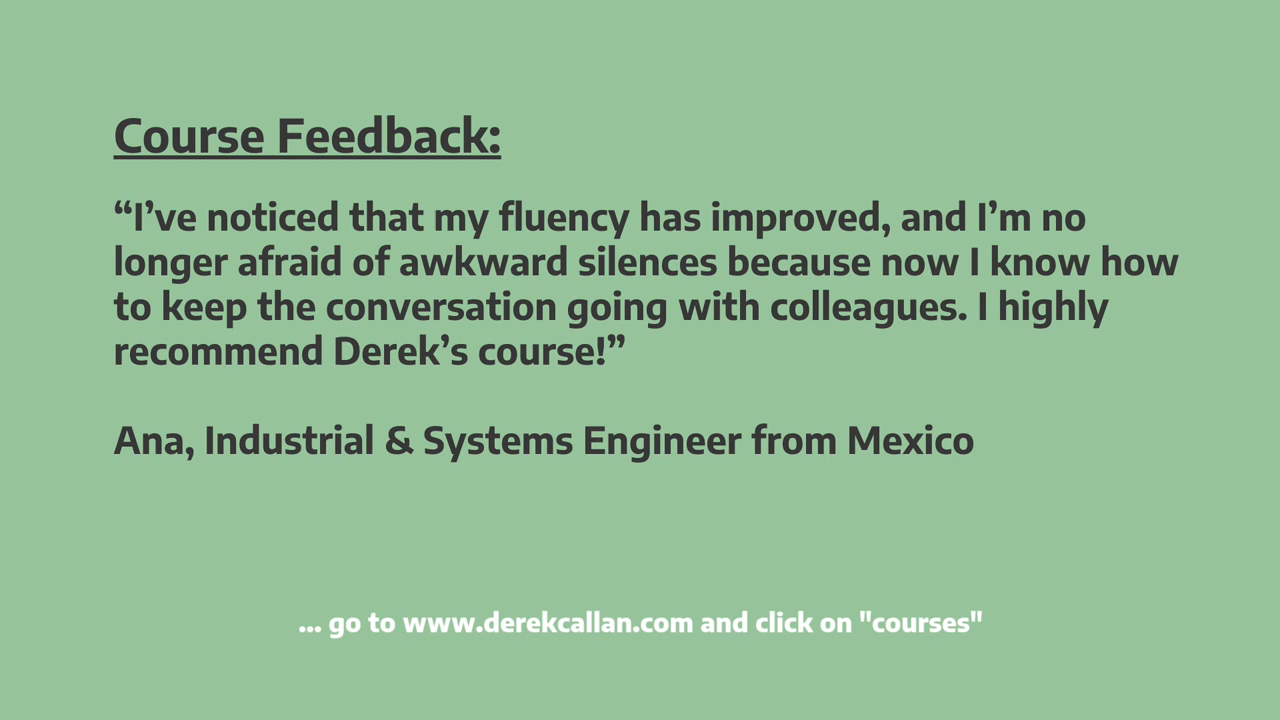 Course Feedback:
“I’ve noticed that my fluency has improved, and I’m no
longer afraid of awkward silences because now I know how
to keep the conversation going with colleagues. I highly
recommend Derek’s course!”
Ana, Industrial & Systems Engineer from Mexico
... go to www.derekcallan.com and click on "courses"